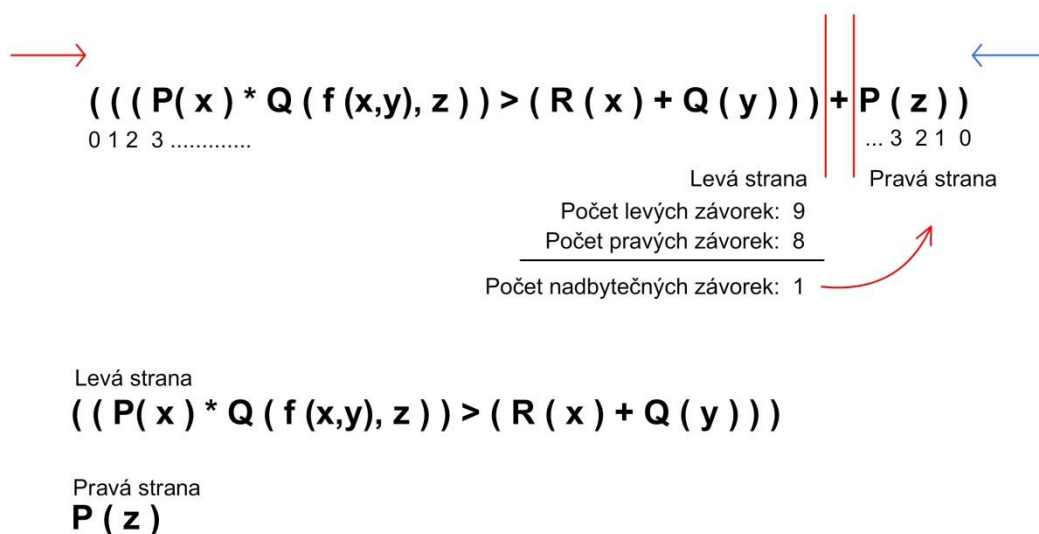 ( ( ( P( x ) * Q ( f (x,y), z ) ) > ( R ( x ) + Q ( y ) ) ) + P ( z ) )
0 1 2 3 ............. ... 3 2 1 0
Levá strana Pravá strana
Počet levých závorek: 9
Počet pravých závorek: 8
Počet nadbytečných závorek: 1
Levá strana
( ( P( x ) * Q ( f (x,y), z ) ) > ( R ( x ) + Q ( y ) ) )
Pravá strana
P ( z )